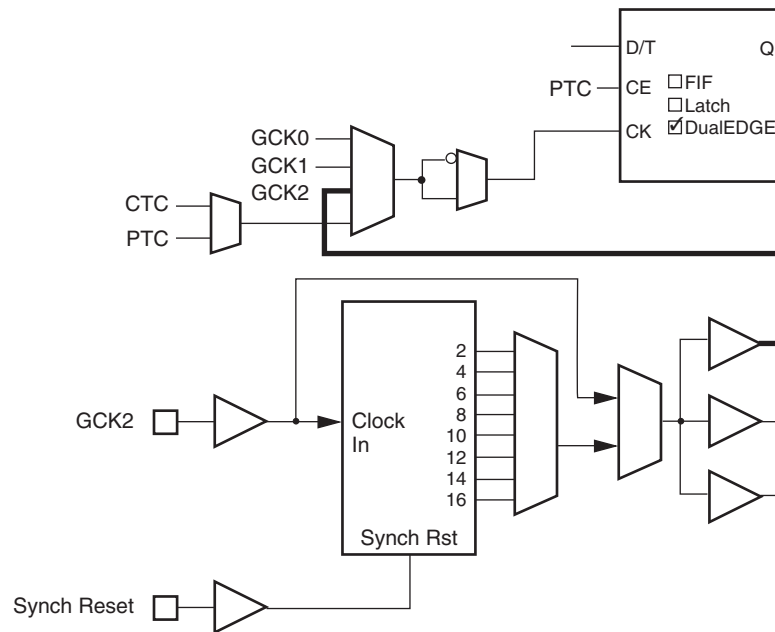 D/T
Q
PTC
CE
FIF
Latch
CK
DualEDGE
GCK0
GCK1
GCK2
CTC
PTC
2
4
6
8
10
12
14
16
GCK2
Clock
In
Synch Rst
Synch Reset